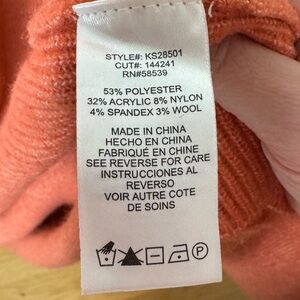 STYLE#: KS28501
CUT#: 144241
RN#58539
53% POLYESTER
32% ACRYLIC 8% NYLON
4% SPANDEX 3% WOOL
MADE IN CHINA
HECHO EN CHINA
FABRIQUÉ EN CHINE
SEE REVERSE FOR CARE
INSTRUCCIONES AL
REVERSO
VOIR AUTRE COTE
DE SOINS
P